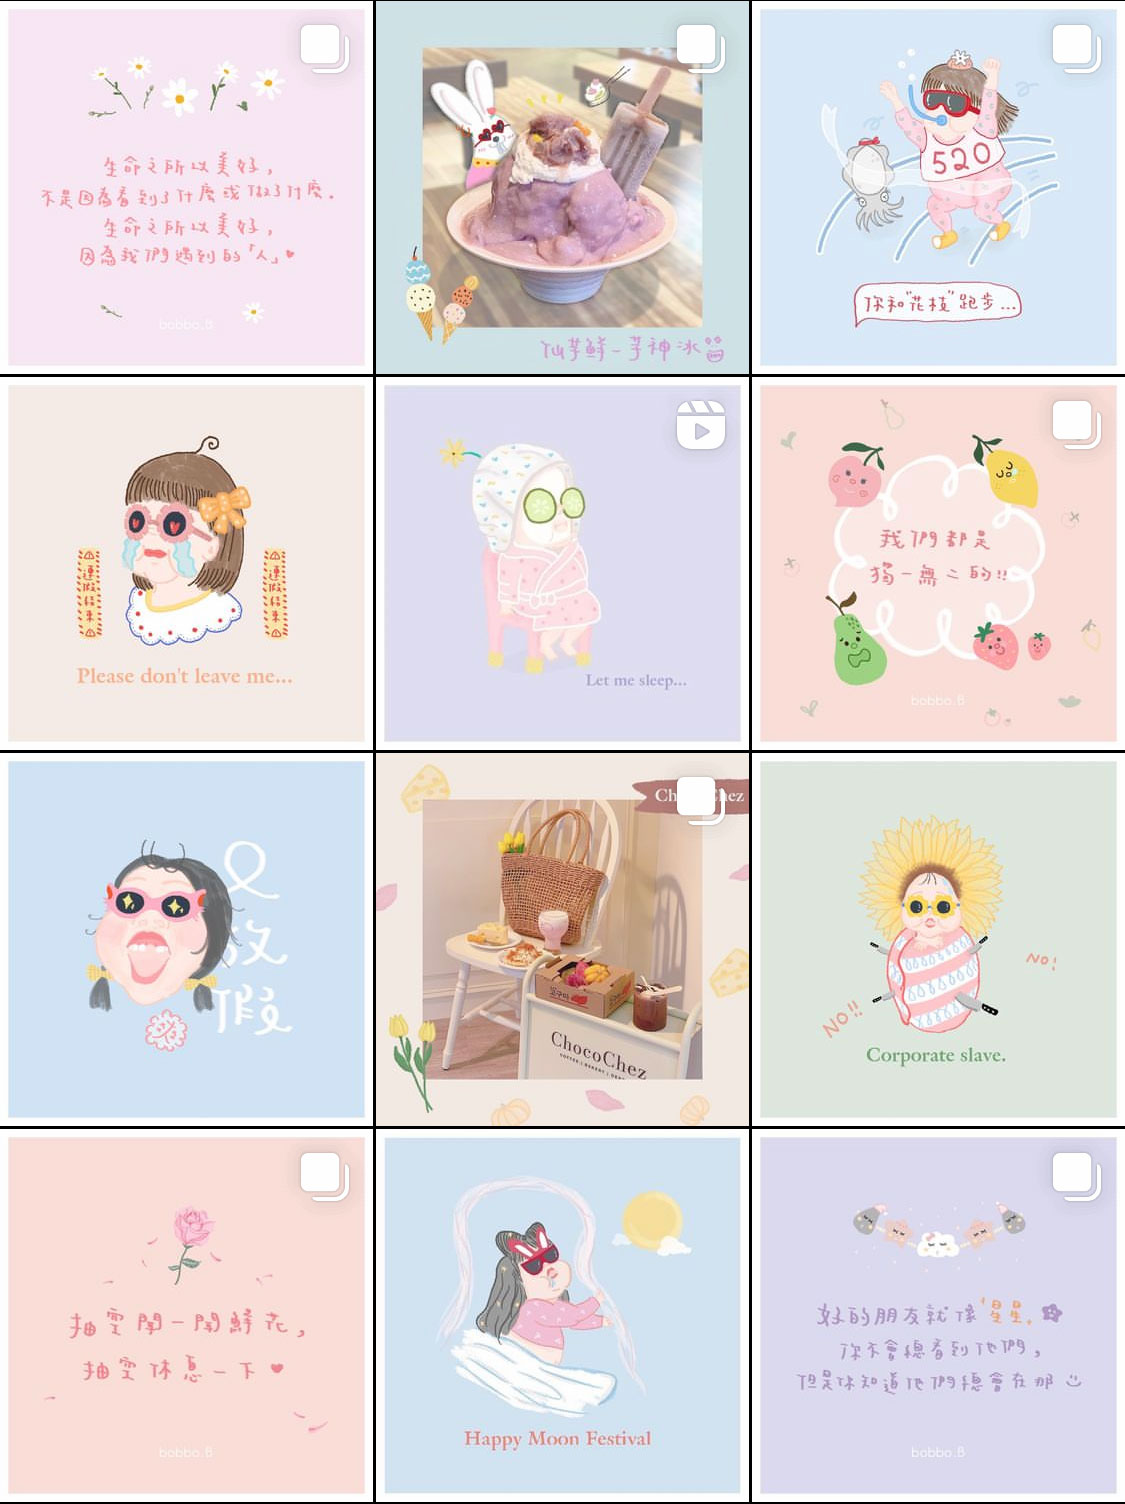 生命之所以美好，
不是因為看到了什麼或做了什麼.
生命之所以美好，
因為我們遇到的「人」♥
bobbo.B
仙芋鮮-芋神冰
520
你和"花枝"跑步...
連假結束
連假結束
Please don't leave me...
Let me sleep...
我們都是
獨一無二的!!
bobbo.B
又放假
ChocoChez
COFFEE | BAKERY |
NO!
NO!!
Corporate slave.
抽空聞一聞鮮花，
抽空休息一下♥
bobbo.B
Happy Moon Festival
好的朋友就像「星星」
你不會總看到他們，
但是你知道他們總會在那
bobbo.B